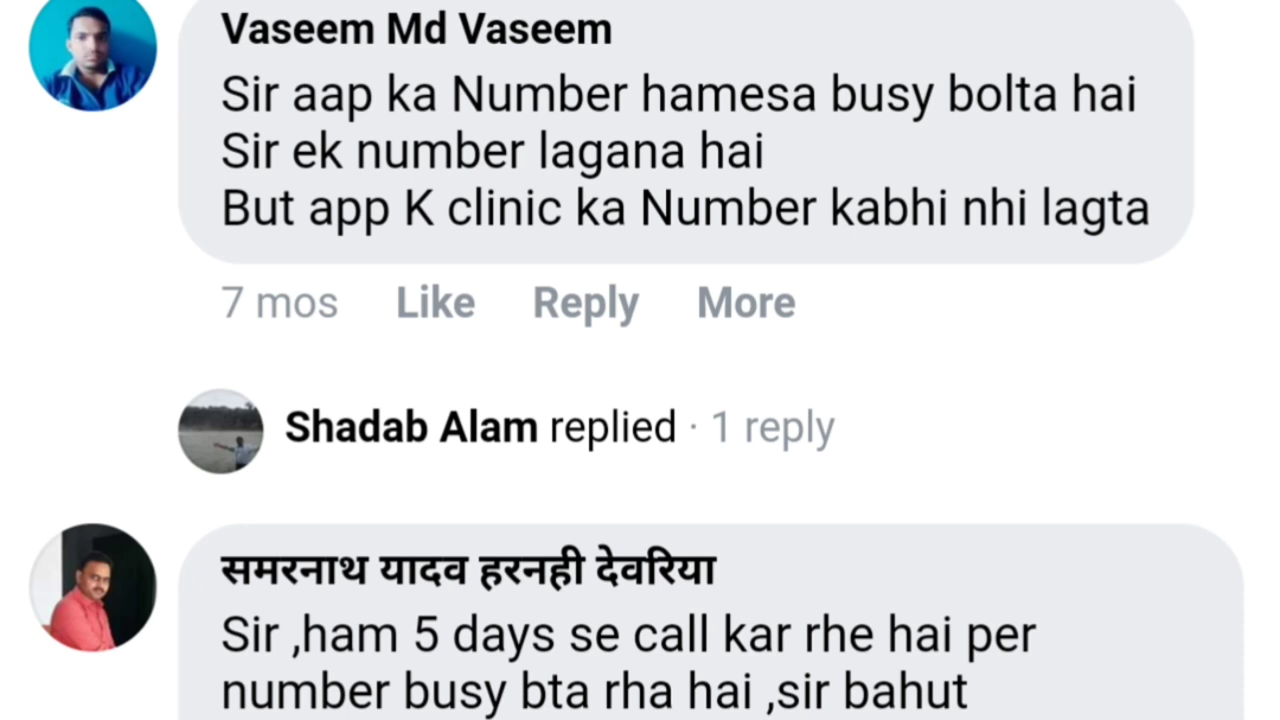 Vaseem Md Vaseem
Sir aap ka Number hamesa busy bolta hai
Sir ek number lagana hai
But app K clinic ka Number kabhi nhi lagta
7 mos Like Reply More
Shadab Alam replied · 1 reply
समरनाथ यादव हरनही देवरिया
Sir ,ham 5 days se call kar rhe hai per
number busy bta rha hai ,sir bahut